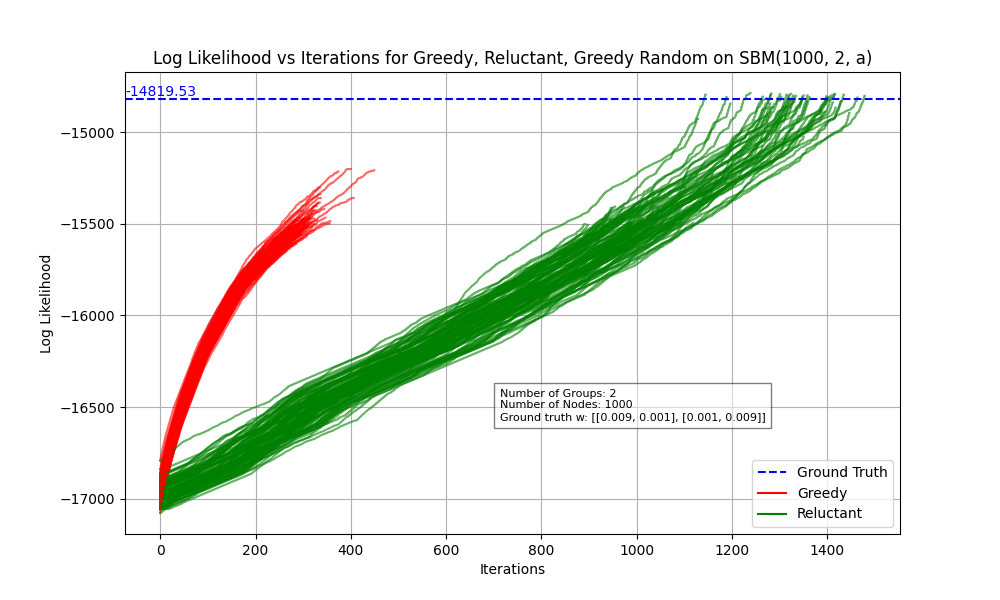 Log Likelihood vs Iterations for Greedy, Reluctant, Greedy Random on SBM(1000, 2, a)
-14819.53
−15000
−15500
−16000
−16500
−17000
Log Likelihood
Number of Groups: 2
Number of Nodes: 1000
Ground truth w: [[0.009, 0.001], [0.001, 0.009]]
Ground Truth
Greedy
Reluctant
0 200 400 600 800 1000 1200 1400
Iterations